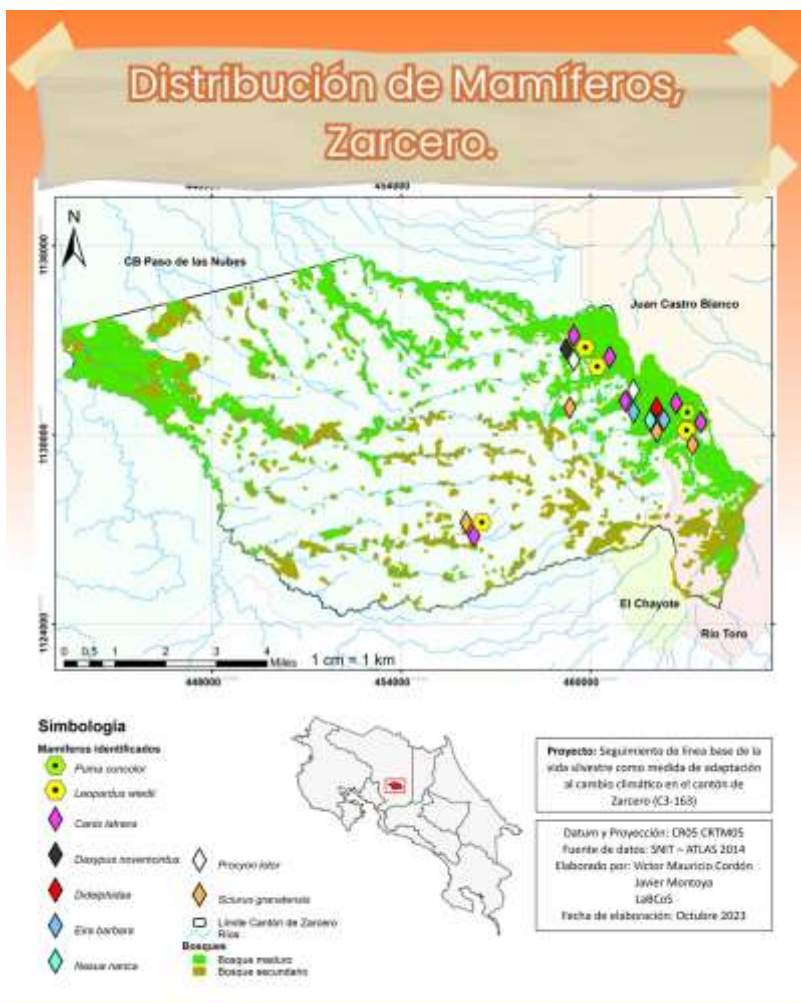 Distribución de Mamíferos,
Zarcero.
454000
N
CB Paso de las Nubes
Juan Castro Blanco
1136000
1130000
1124000
El Chayote
Río Toro
0 0,5 1 2 3 4
Miles
1 cm = 1 km
448000
454000
460000
Simbología
Mamíferos identificados
Puma concolor
Leopardus wiedii
Canis latrans
Dasypus novemcintus
Didelphidae
Eira barbara
Nasua narica
Procyon lotor
Sciurus granatensis
Límite Cantón de Zarcero
Ríos
Bosques
Bosque maduro
Bosque secundario
Proyecto: Seguimiento de línea base de la
vida silvestre como medida de adaptación
al cambio climático en el cantón de
Zarcero (C3-163)
Datum y Proyección: CR05 CRTM05
Fuente de datos: SNIT – ATLAS 2014
Elaborado por: Víctor Mauricio Cordón
Javier Montoya
LaBCoS
Fecha de elaboración: Octubre 2023